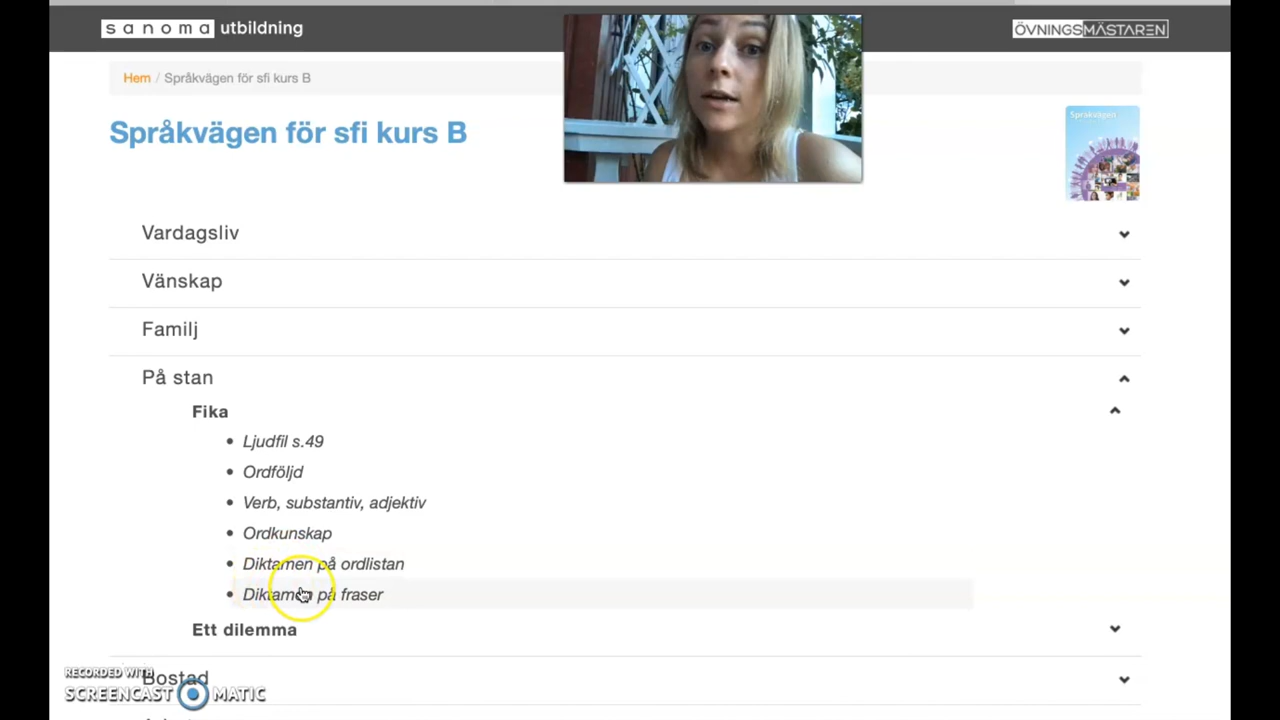 sanoma utbildning
ÖVNINGSMÄSTAREN
Hem / Språkvägen för sfi kurs B
Språkvägen för sfi kurs B
Språkvägen
Vardagsliv
Vänskap
Familj
På stan
Fika
• Ljudfil s.49
• Ordföljd
• Verb, substantiv, adjektiv
• Ordkunskap
• Diktamen på ordlistan
• Diktamen på fraser
Ett dilemma
Bostad
RECORDED WITH
SCREENCAST MATIC